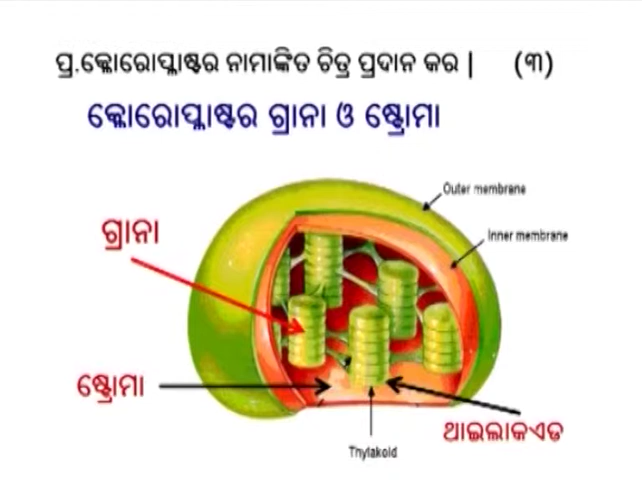 ପ୍ର.କ୍ଲୋରୋପ୍ଲାଷ୍ଟର ନାମାଙ୍କିତ ଚିତ୍ର ପ୍ରଦାନ କର | (୩)
କ୍ଲୋରୋପ୍ଲାଷ୍ଟର ଗ୍ରାନା ଓ ଷ୍ଟ୍ରୋମା
Outer membrane
ଗ୍ରାନା
Inner membrane
ଷ୍ଟ୍ରୋମା
ଥାଇଲାକଏଡ
Thylakoid